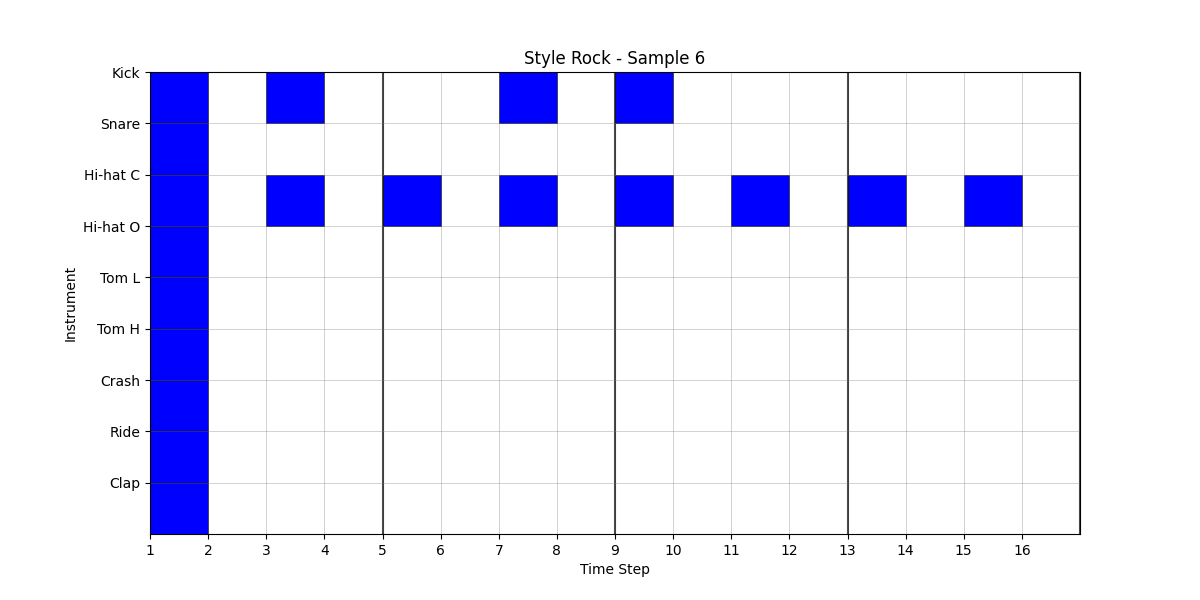 Style Rock - Sample 6
Kick
Snare
Hi-hat C
Hi-hat O
Tom L
Tom H
Crash
Ride
Clap
Instrument
1 2 3 4 5 6 7 8 9 10 11 12 13 14 15 16
Time Step